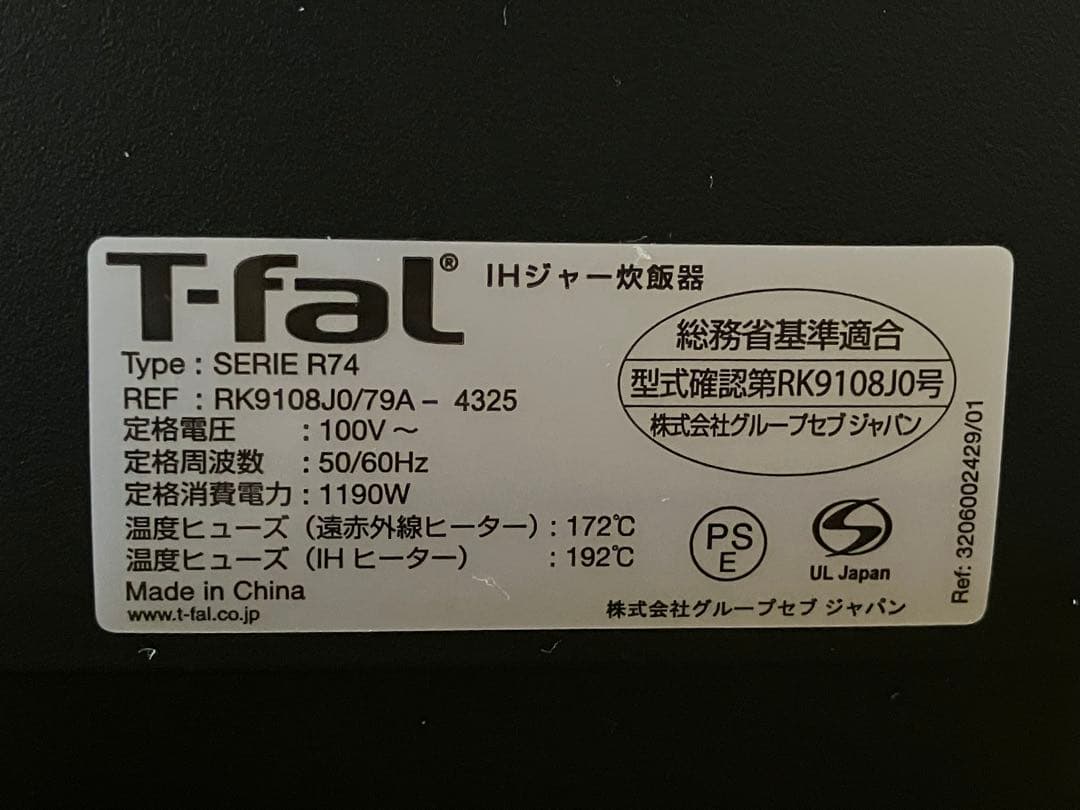 T-fal® IHジャー炊飯器
Type : SERIE R74
REF : RK9108J0/79A - 4325
定格電圧 : 100V～
定格周波数 : 50/60Hz
定格消費電力 : 1190W
温度ヒューズ（遠赤外線ヒーター）: 172℃
温度ヒューズ（IH ヒーター） : 192℃
Made in China
www.t-fal.co.jp
総務省基準適合
型式確認第RK9108J0号
株式会社グループセブ ジャパン
PS
E
UL Japan
株式会社グループセブ ジャパン
Ref: 3206002429/01